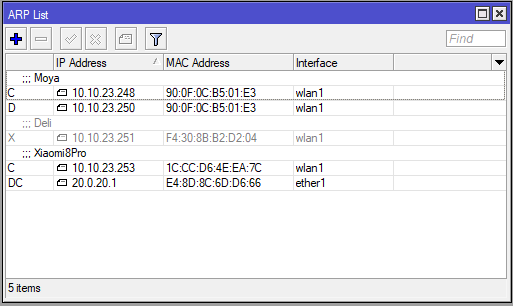 ARP List
Find
IP Address MAC Address Interface
;;; Moya
C 10.10.23.248 90:0F:0C:B5:01:E3 wlan1
D 10.10.23.250 90:0F:0C:B5:01:E3 wlan1
;;; Deli
X 10.10.23.251 F4:30:8B:B2:D2:04 wlan1
;;; Xiaomi8Pro
C 10.10.23.253 1C:CC:D6:4E:EA:7C wlan1
DC 20.0.20.1 E4:8D:8C:6D:D6:66 ether1
5 items